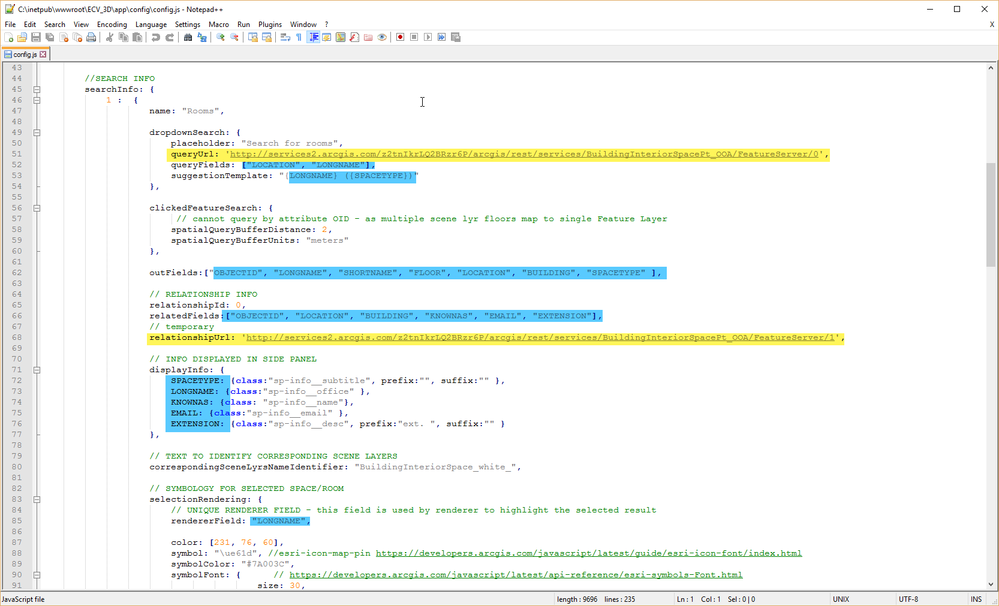 C:\inetpub\wwwroot\ECV_3D\app\config\config.js - Notepad++
File Edit Search View Encoding Language Settings Macro Run Plugins Window ? X
config.js
43
44 //SEARCH INFO
45 searchInfo: {
46 1 : {
47 name: "Rooms",
48
49 dropdownSearch: {
50 placeholder: "Search for rooms",
51 queryUrl: 'http://services2.arcgis.com/z2tnIkrLQ2BRzr6P/arcgis/rest/services/BuildingInteriorSpacePt_OOA/FeatureServer/0',
52 queryFields: ["LOCATION", "LONGNAME"],
53 suggestionTemplate: "{LONGNAME} ({SPACETYPE})"
54 },
55
56 clickedFeatureSearch: {
57 // cannot query by attribute OID - as multiple scene lyr floors map to single Feature Layer
58 spatialQueryBufferDistance: 2,
59 spatialQueryBufferUnits: "meters"
60 },
61
62 outFields:["OBJECTID", "LONGNAME", "SHORTNAME", "FLOOR", "LOCATION", "BUILDING", "SPACETYPE" ],
63
64 // RELATIONSHIP INFO
65 relationshipId: 0,
66 relatedFields:["OBJECTID", "LOCATION", "BUILDING", "KNOWNAS", "EMAIL", "EXTENSION"],
67 // temporary
68 relationshipUrl: 'http://services2.arcgis.com/z2tnIkrLQ2BRzr6P/arcgis/rest/services/BuildingInteriorSpacePt_OOA/FeatureServer/1',
69
70 // INFO DISPLAYED IN SIDE PANEL
71 displayInfo: {
72 SPACETYPE: {class:"sp-info__subtitle", prefix:"", suffix:"" },
73 LONGNAME: {class:"sp-info__office" },
74 KNOWNAS: {class: "sp-info__name"},
75 EMAIL: {class:"sp-info__email" },
76 EXTENSION: {class:"sp-info__desc", prefix:"ext. ", suffix:"" }
77 },
78
79 // TEXT TO IDENTIFY CORRESPONDING SCENE LAYERS
80 correspondingSceneLyrsNameIdentifier: "BuildingInteriorSpace_white_",
81
82 // SYMBOLOGY FOR SELECTED SPACE/ROOM
83 selectionRendering: {
84 // UNIQUE RENDERER FIELD - this field is used by renderer to highlight the selected result
85 rendererField: "LONGNAME",
86
87 color: [231, 76, 60],
88 symbol: "\ue61d", //esri-icon-map-pin https://developers.arcgis.com/javascript/latest/guide/esri-icon-font/index.html
89 symbolColor: "#7A003C",
90 symbolFont: { // https://developers.arcgis.com/javascript/latest/api-reference/esri-symbols-Font.html
91 size: 30,
JavaScript file length : 9696 lines : 235 Ln : 1 Col : 1 Sel : 0 | 0 UNIX UTF-8 INS